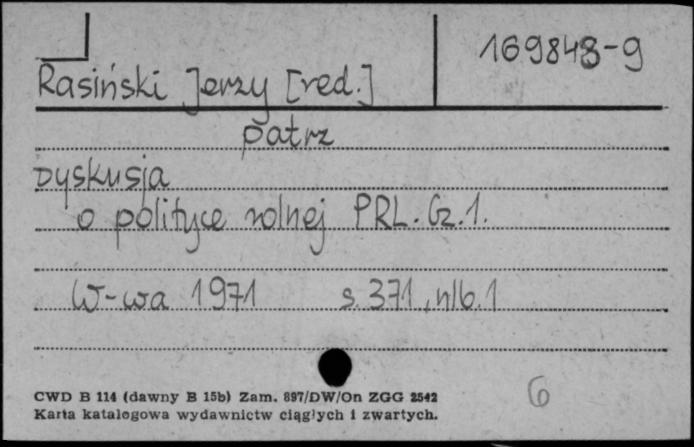 169848-9
Rasiński Jerzy [red.]
patrz
Dyskusja
o polityce rolnej PRL. Cz. 1.
W-wa 1971 s. 371, nlb. 1
6
CWD B 114 (dawny B 15b) Zam. 897/DW/On ZGG 2542
Karta katalogowa wydawnictw ciągłych i zwartych.